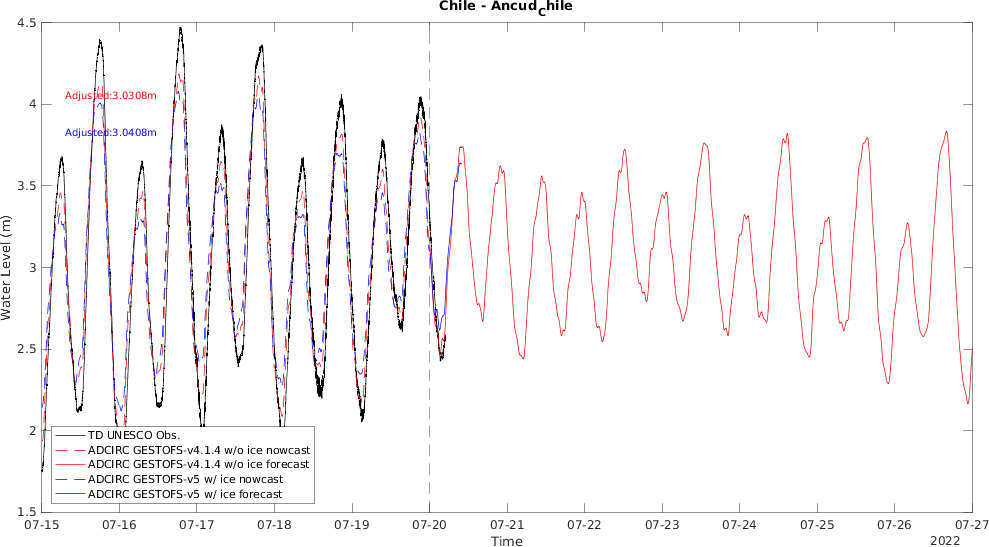 Chile - Ancud_Chile
4.5
Adjusted:3.0308m
4
Adjusted:3.0408m
3.5
3
2.5
2
1.5
Water Level (m)
TD UNESCO Obs.
ADCIRC GESTOFS-v4.1.4 w/o ice nowcast
ADCIRC GESTOFS-v4.1.4 w/o ice forecast
ADCIRC GESTOFS-v5 w/ ice nowcast
ADCIRC GESTOFS-v5 w/ ice forecast
07-15 07-16 07-17 07-18 07-19 07-20 07-21 07-22 07-23 07-24 07-25 07-26 07-27
Time
2022